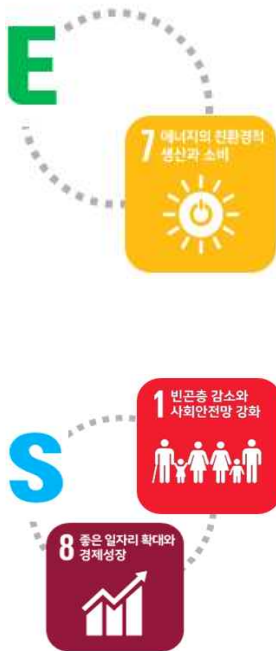 E
7 에너지의 친환경적
생산과 소비
1 빈곤층 감소와
사회안전망 강화
S
8 좋은 일자리 확대와
경제성장